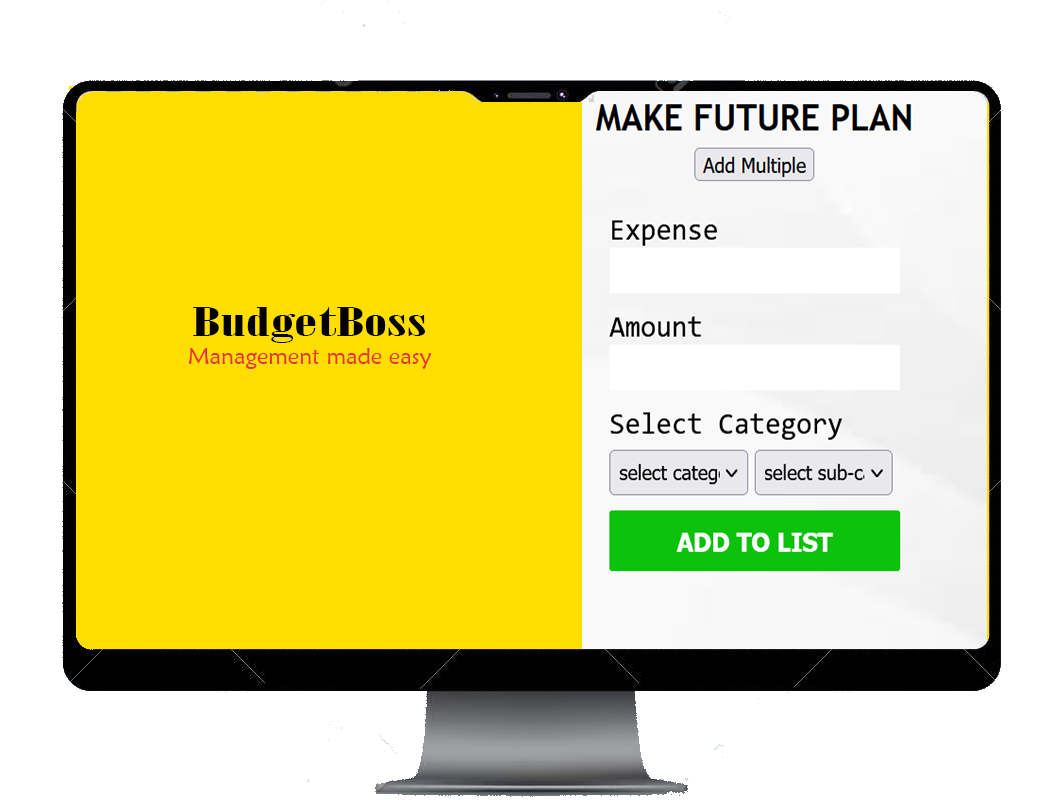 BudgetBoss
Management made easy
MAKE FUTURE PLAN
Add Multiple
Expense
Amount
Select Category
select categ
select sub-c
ADD TO LIST